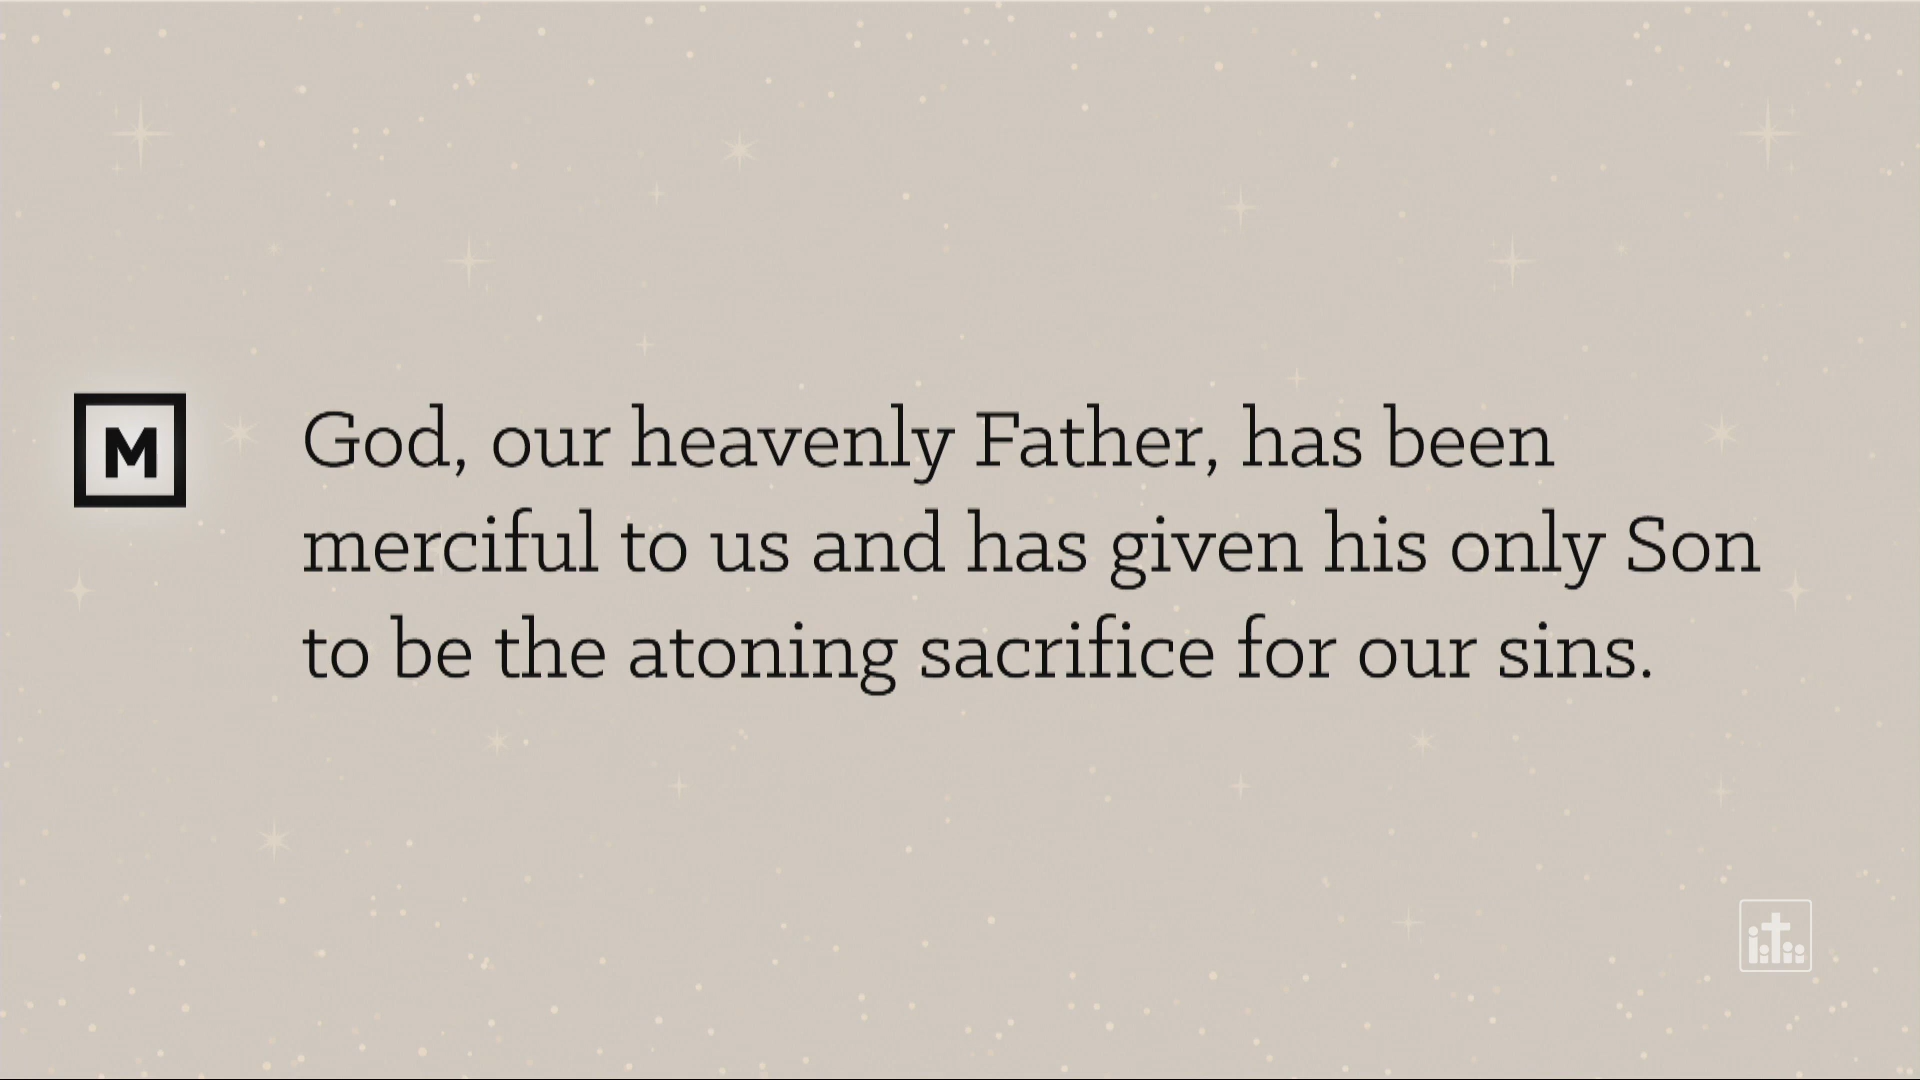 M
God, our heavenly Father, has been
merciful to us and has given his only Son
to be the atoning sacrifice for our sins.